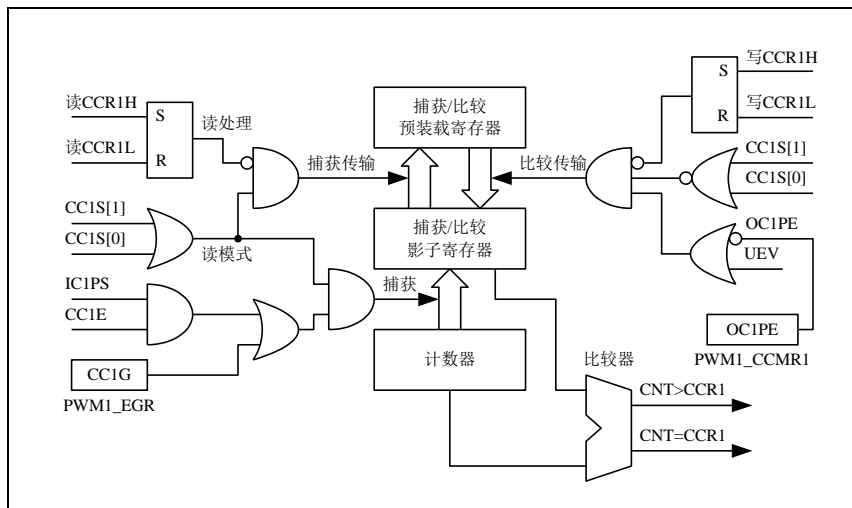 读CCR1H
S
读CCR1L
R
读处理
捕获/比较
预装载寄存器
S
写CCR1H
R
写CCR1L
捕获传输
比较传输
CC1S[1]
CC1S[0]
CC1S[1]
CC1S[0]
读模式
捕获/比较
影子寄存器
OC1PE
UEV
IC1PS
CC1E
捕获
CC1G
PWM1_EGR
计数器
比较器
OC1PE
PWM1_CCMR1
CNT>CCR1
CNT=CCR1